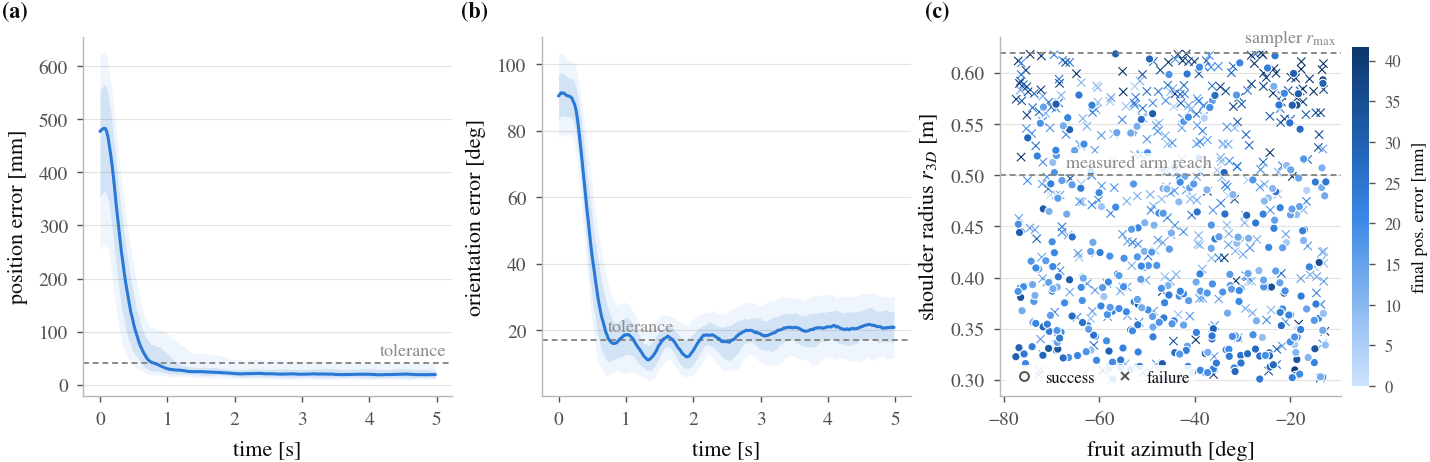 (a)
position error [mm]
600
500
400
300
200
100
0
tolerance
0
1
2
3
4
5
time [s]
(b)
orientation error [deg]
100
80
60
40
20
tolerance
0
1
2
3
4
5
time [s]
(c)
shoulder radius r3D [m]
0.60
0.55
0.50
0.45
0.40
0.35
0.30
sampler rmax
measured arm reach
success
failure
−80
−60
−40
−20
fruit azimuth [deg]
40
35
30
25
20
15
10
5
0
final pos. error [mm]